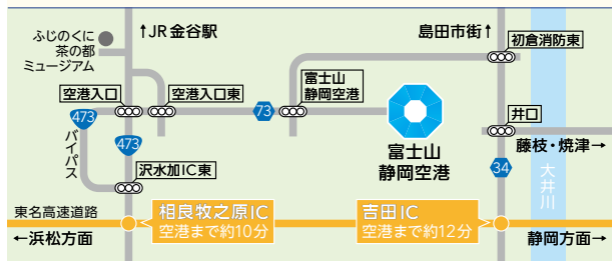 ↑JR金谷駅
島田市街↑
ふじのくに
茶の都
ミュージアム
初倉消防東
空港入口
空港入口東
富士山
静岡空港
473
バイパス
473
73
井口
富士山
静岡空港
藤枝・焼津→
沢水加IC東
34
大井川
東名高速道路
相良牧之原IC
空港まで約10分
吉田IC
空港まで約12分
←浜松方面
静岡方面→